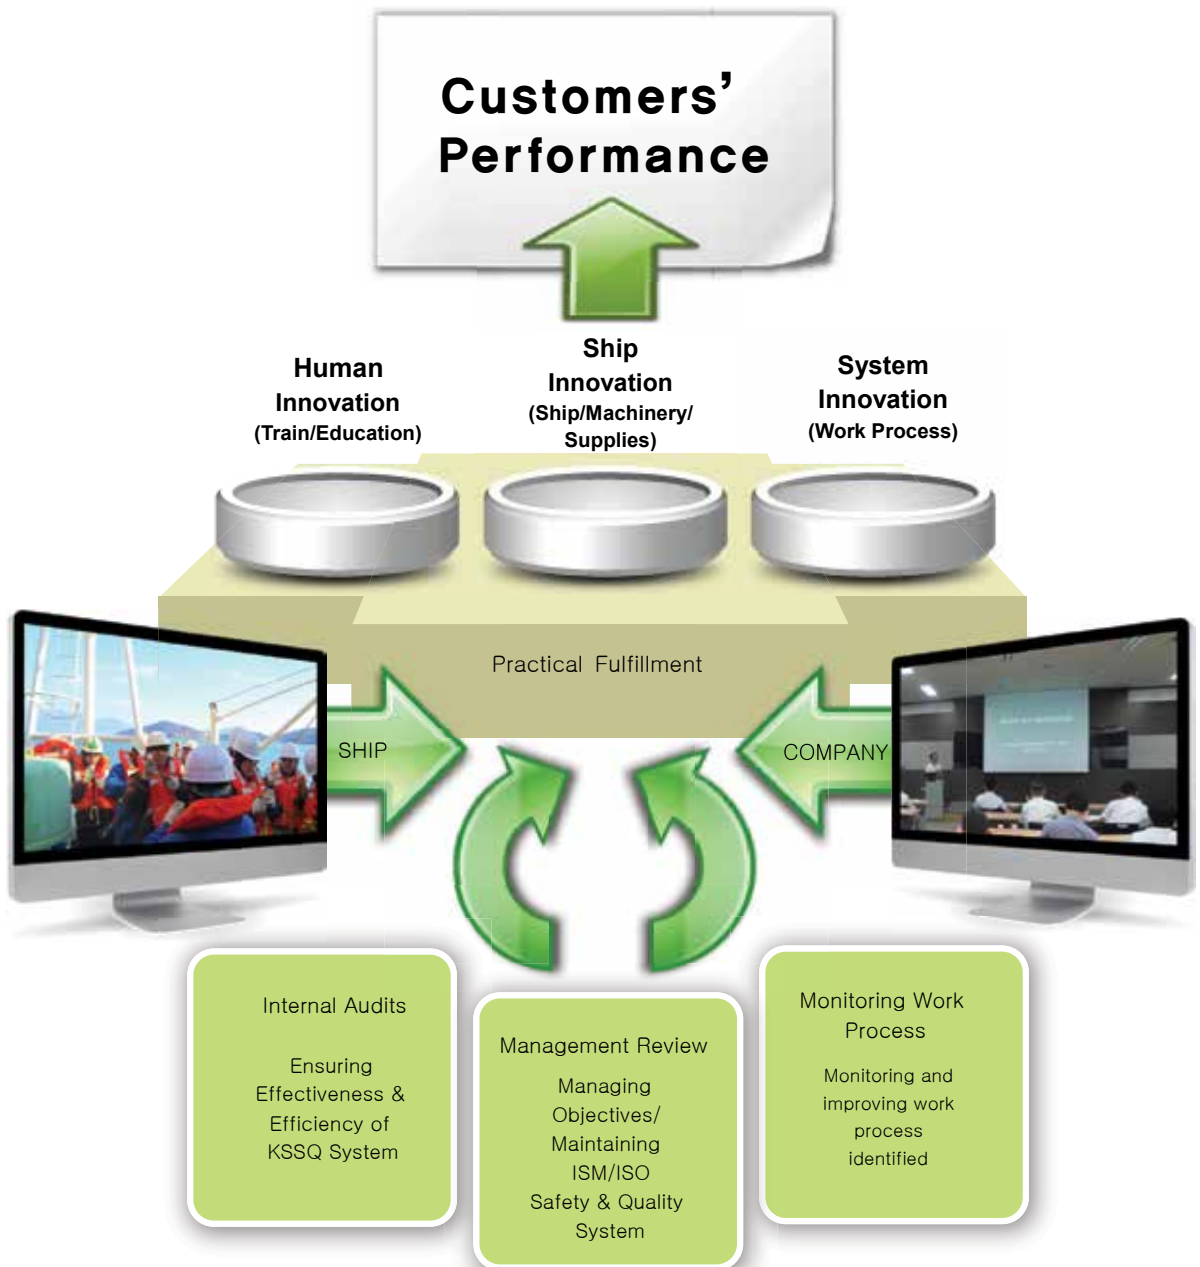 Customers’
Performance
Human
Innovation
(Train/Education)
Ship
Innovation
(Ship/Machinery/
Supplies)
System
Innovation
(Work Process)
Practical Fulfillment
SHIP
COMPANY
Internal Audits
Ensuring
Effectiveness &
Efficiency of
KSSQ System
Management Review
Managing
Objectives/
Maintaining
ISM/ISO
Safety & Quality
System
Monitoring Work
Process
Monitoring and
improving work
process
identified